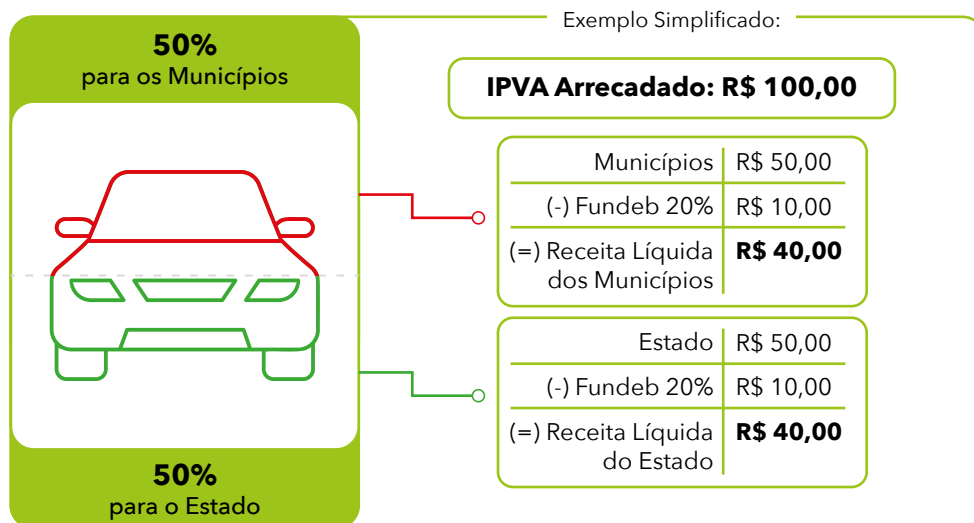 50%
para os Municípios
50%
para o Estado
Exemplo Simplificado:
IPVA Arrecadado: R$ 100,00
Municípios R$ 50,00
(-) Fundeb 20% R$ 10,00
(=) Receita Líquida R$ 40,00
dos Municípios
Estado R$ 50,00
(-) Fundeb 20% R$ 10,00
(=) Receita Líquida R$ 40,00
do Estado